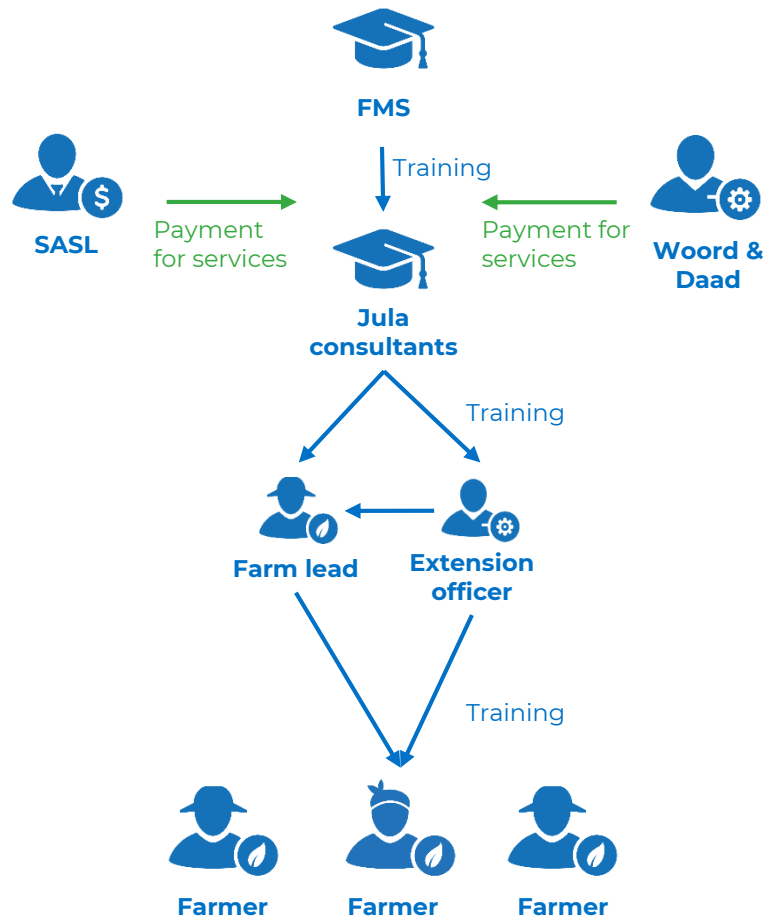 FMS
Training
$
SASL
Payment
for services
Payment for
services
Woord &
Daad
Jula
consultants
Training
Farm lead
Extension
officer
Training
Farmer
Farmer
Farmer